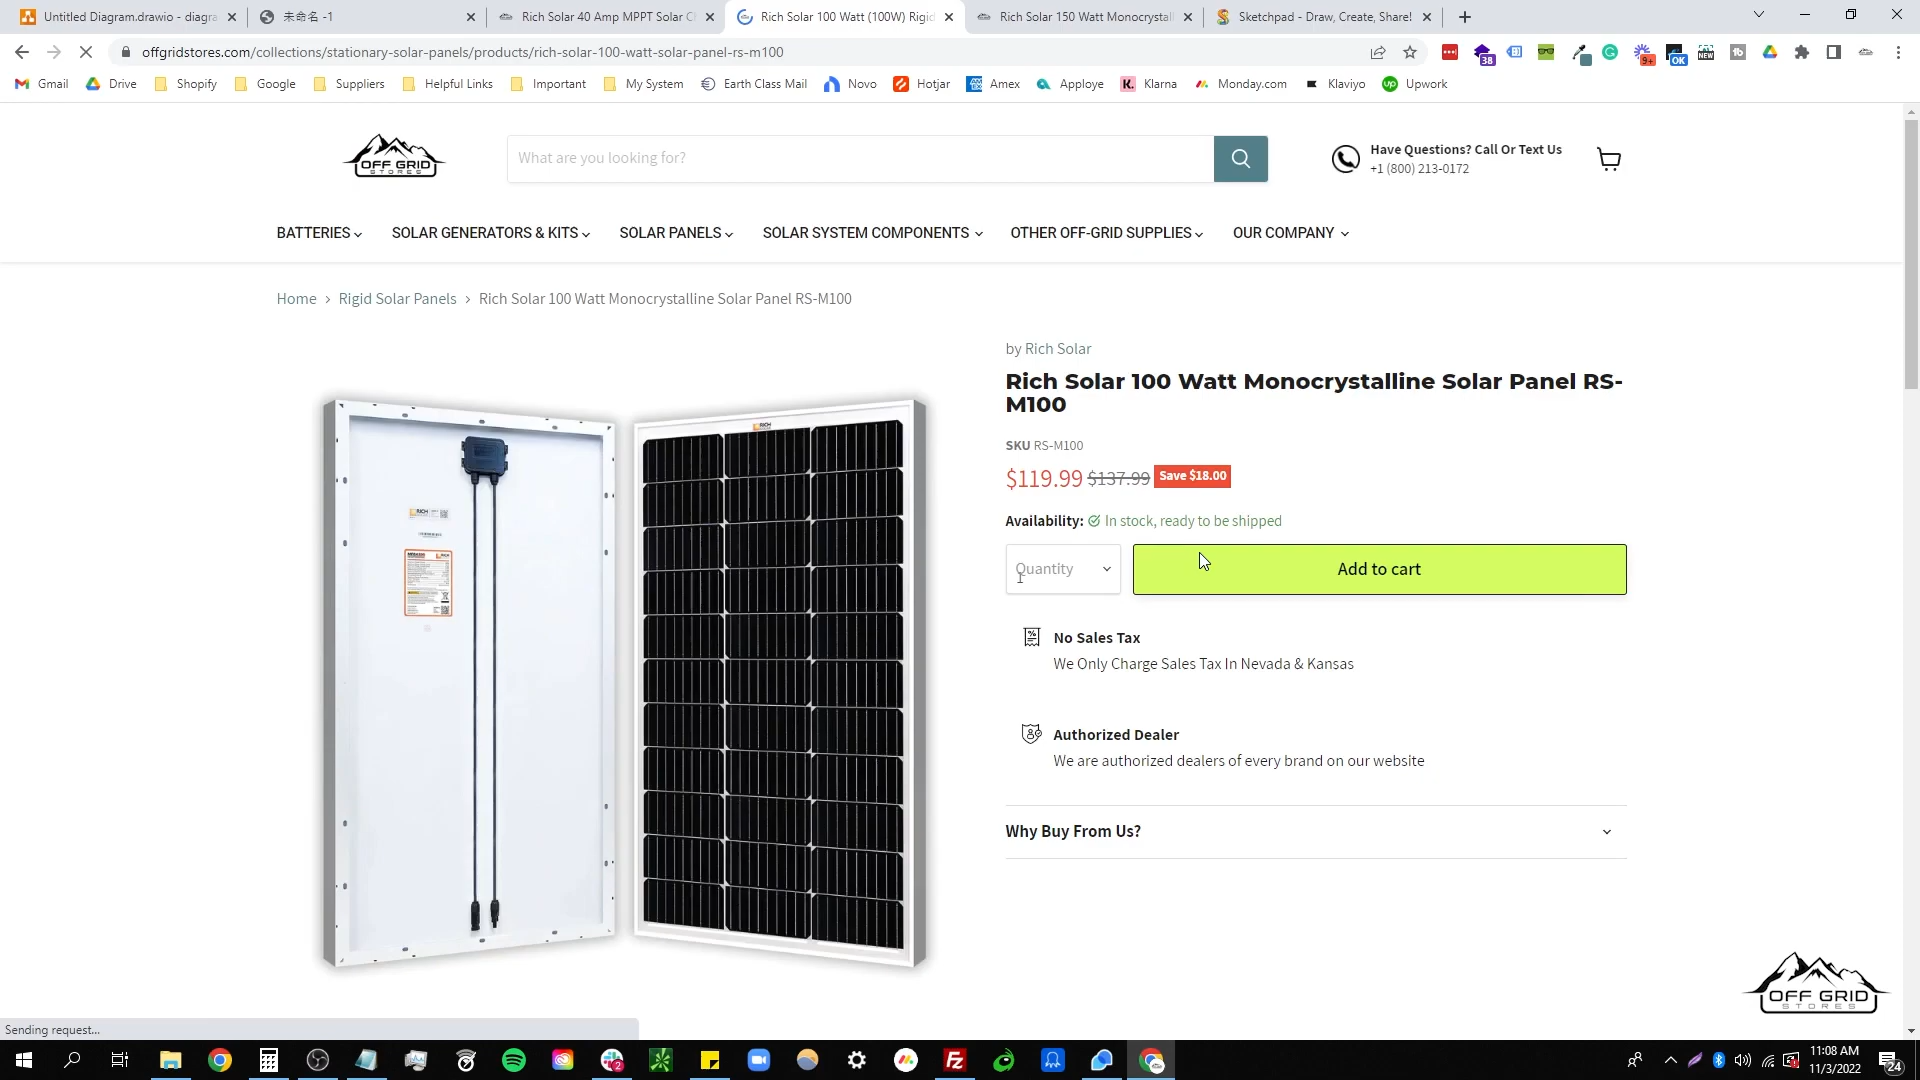 Untitled Diagram.drawio - diagra
未命名 -1
Rich Solar 40 Amp MPPT Solar C
Rich Solar 100 Watt (100W) Rigid
Rich Solar 150 Watt Monocrystall
Sketchpad - Draw, Create, Share!
offgridstores.com/collections/stationary-solar-panels/products/rich-solar-100-watt-solar-panel-rs-m100
38
9+
OK
NEW
Gmail
Drive
Shopify
Google
Suppliers
Helpful Links
Important
My System
Earth Class Mail
Novo
Hotjar
Amex
Apploye
Klarna
Monday.com
Klaviyo
Upwork
OFF GRID
STORES
What are you looking for?
Have Questions? Call Or Text Us
+1 (800) 213-0172
BATTERIES
SOLAR GENERATORS & KITS
SOLAR PANELS
SOLAR SYSTEM COMPONENTS
OTHER OFF-GRID SUPPLIES
OUR COMPANY
Home › Rigid Solar Panels › Rich Solar 100 Watt Monocrystalline Solar Panel RS-M100
by Rich Solar
Rich Solar 100 Watt Monocrystalline Solar Panel RS-
M100
SKU RS-M100
$119.99 $137.99 Save $18.00
Availability: In stock, ready to be shipped
Quantity
Add to cart
No Sales Tax
We Only Charge Sales Tax In Nevada & Kansas
Authorized Dealer
We are authorized dealers of every brand on our website
Why Buy From Us?
RICH
RICH
OFF GRID
STORES
Sending request...
2
11:08 AM
11/3/2022
24